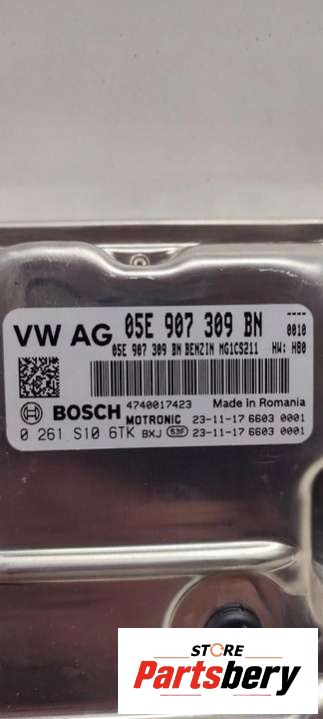 VW AG 05E 907 309 BN ----
0010
05E 907 309 BN BENZIN MG1CS211 HW: H80
BOSCH 4740017423 Made in Romania
MOTRONIC 23-11-17 6603 0001
0 261 S10 6TK BXJ 23-11-17 6603 0001
STORE
Partsbery